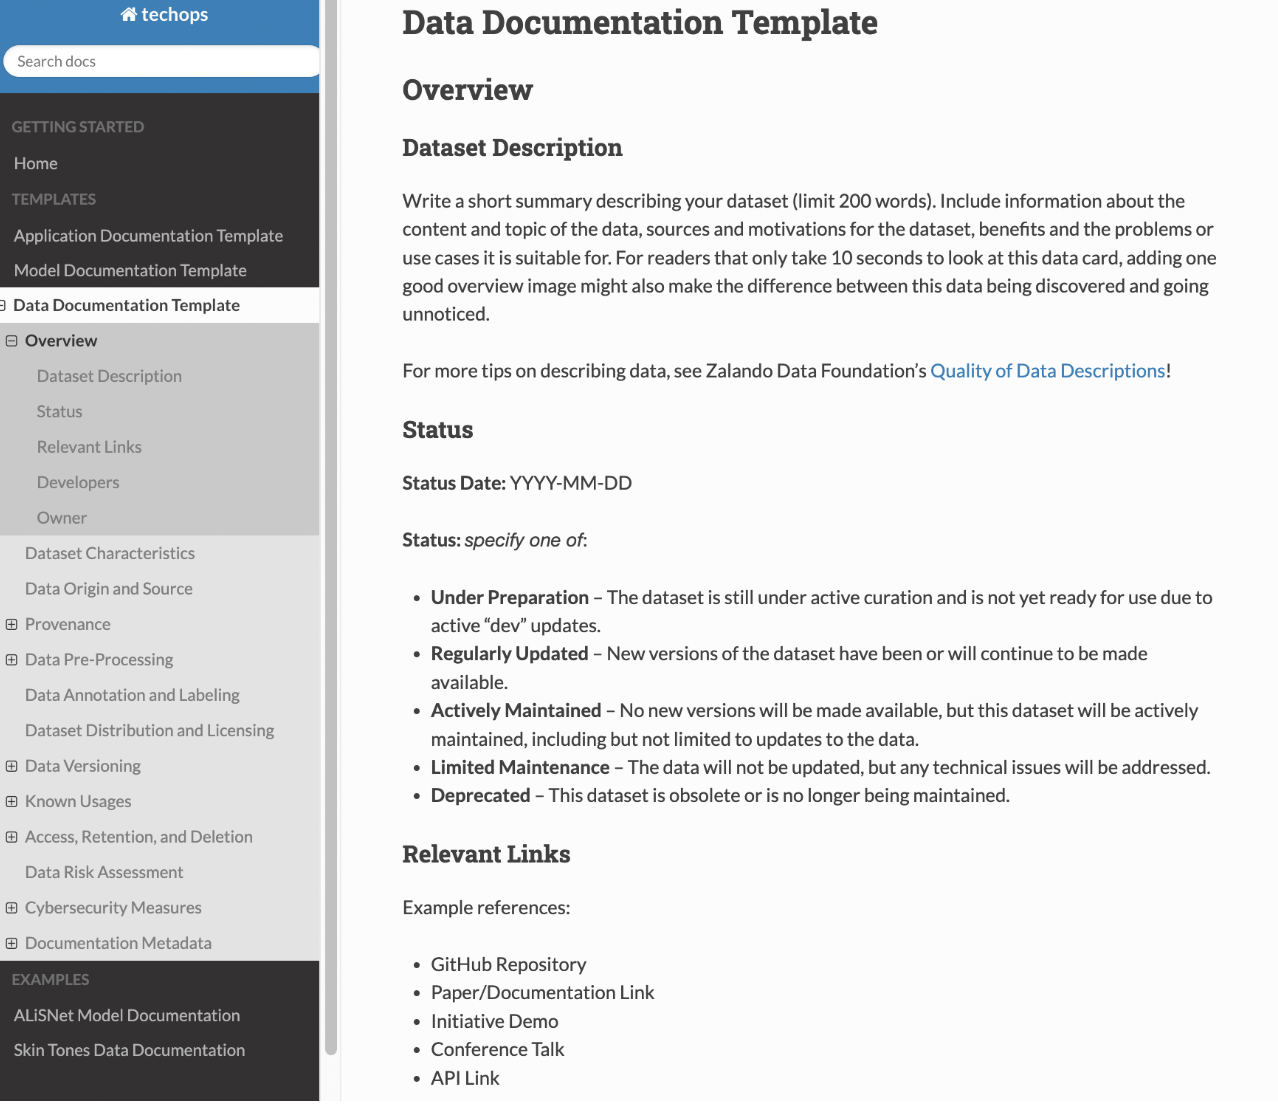 techops
Search docs
GETTING STARTED
Home
TEMPLATES
Application Documentation Template
Model Documentation Template
Data Documentation Template
Overview
Dataset Description
Status
Relevant Links
Developers
Owner
Dataset Characteristics
Data Origin and Source
Provenance
Data Pre-Processing
Data Annotation and Labeling
Dataset Distribution and Licensing
Data Versioning
Known Usages
Access, Retention, and Deletion
Data Risk Assessment
Cybersecurity Measures
Documentation Metadata
EXAMPLES
ALiSNet Model Documentation
Skin Tones Data Documentation
Data Documentation Template
Overview
Dataset Description
Write a short summary describing your dataset (limit 200 words). Include information about the
content and topic of the data, sources and motivations for the dataset, benefits and the problems or
use cases it is suitable for. For readers that only take 10 seconds to look at this data card, adding one
good overview image might also make the difference between this data being discovered and going
unnoticed.
For more tips on describing data, see Zalando Data Foundation’s Quality of Data Descriptions!
Status
Status Date: YYYY-MM-DD
Status: specify one of:
• Under Preparation – The dataset is still under active curation and is not yet ready for use due to
active “dev” updates.
• Regularly Updated – New versions of the dataset have been or will continue to be made
available.
• Actively Maintained – No new versions will be made available, but this dataset will be actively
maintained, including but not limited to updates to the data.
• Limited Maintenance – The data will not be updated, but any technical issues will be addressed.
• Deprecated – This dataset is obsolete or is no longer being maintained.
Relevant Links
Example references:
• GitHub Repository
• Paper/Documentation Link
• Initiative Demo
• Conference Talk
• API Link